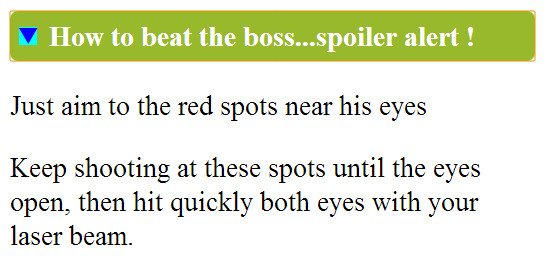 How to beat the boss...spoiler alert !
Just aim to the red spots near his eyes
Keep shooting at these spots until the eyes
open, then hit quickly both eyes with your
laser beam.